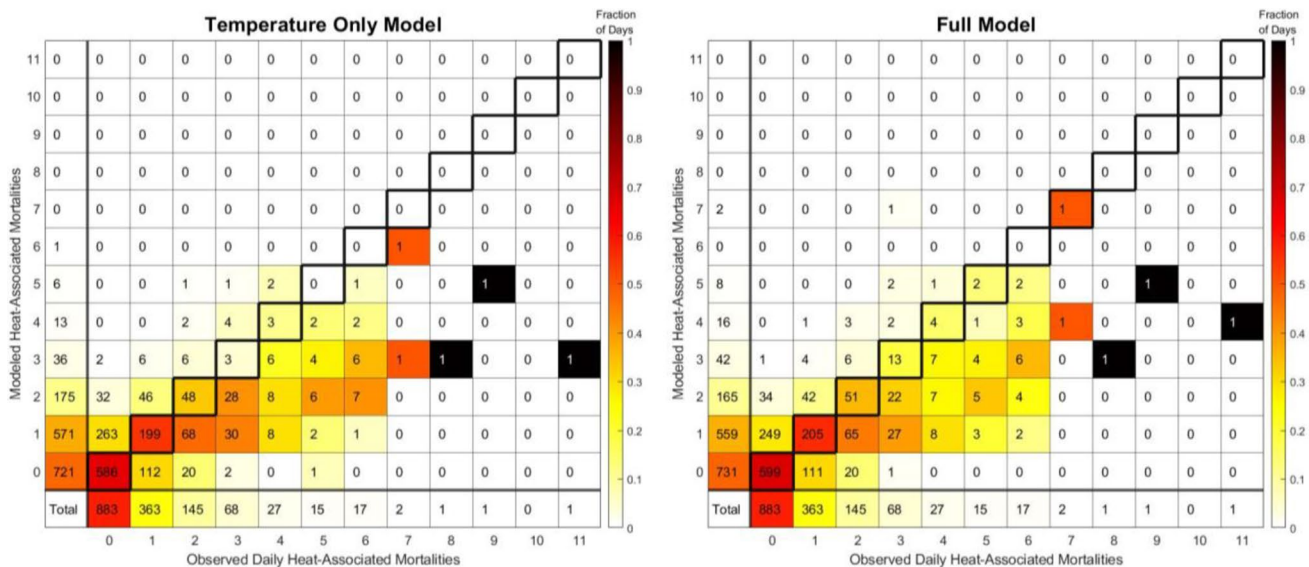 Temperature Only Model
Fraction
of Days
Modeled Heat-Associated Mortalities
11 0 0 0 0 0 0 0 0 0 0 0 0 0
10 0 0 0 0 0 0 0 0 0 0 0 0 0
9 0 0 0 0 0 0 0 0 0 0 0 0 0
8 0 0 0 0 0 0 0 0 0 0 0 0 0
7 0 0 0 0 0 0 0 0 0 0 0 0 0
6 1 0 0 0 0 0 0 0 1 0 0 0 0
5 6 0 0 1 1 2 0 1 0 0 1 0 0
4 13 0 0 2 4 3 2 2 0 0 0 0 0
3 36 2 6 6 3 6 4 6 1 1 0 0 1
2 175 32 46 48 28 8 6 7 0 0 0 0 0
1 571 263 199 68 30 8 2 1 0 0 0 0 0
0 721 586 112 20 2 0 1 0 0 0 0 0 0
Total 883 363 145 68 27 15 17 2 1 1 0 1
0 1 2 3 4 5 6 7 8 9 10 11
Observed Daily Heat-Associated Mortalities
1
0.9
0.8
0.7
0.6
0.5
0.4
0.3
0.2
0.1
0
Full Model
Fraction
of Days
Modeled Heat-Associated Mortalities
11 0 0 0 0 0 0 0 0 0 0 0 0 0
10 0 0 0 0 0 0 0 0 0 0 0 0 0
9 0 0 0 0 0 0 0 0 0 0 0 0 0
8 0 0 0 0 0 0 0 0 0 0 0 0 0
7 2 0 0 0 1 0 0 0 1 0 0 0 0
6 0 0 0 0 0 0 0 0 0 0 0 0 0
5 8 0 0 0 2 1 2 2 0 0 1 0 0
4 16 0 1 3 2 4 1 3 1 0 0 0 1
3 42 1 4 6 13 7 4 6 0 1 0 0 0
2 165 34 42 51 22 7 5 4 0 0 0 0 0
1 559 249 205 65 27 8 3 2 0 0 0 0 0
0 731 599 111 20 1 0 0 0 0 0 0 0 0
Total 883 363 145 68 27 15 17 2 1 1 0 1
0 1 2 3 4 5 6 7 8 9 10 11
Observed Daily Heat-Associated Mortalities
1
0.9
0.8
0.7
0.6
0.5
0.4
0.3
0.2
0.1
0